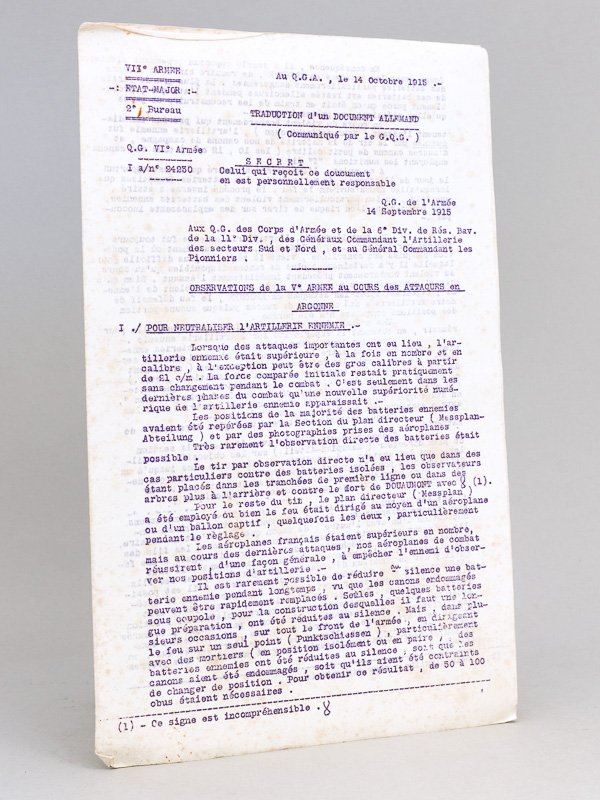 VIIº ARMEE
Au Q.G.A. , le 14 Octobre 1915 .-
-: ETAT-MAJOR :-
2° Bureau
TRADUCTION d'un DOCUMENT ALLEMAND
( Communiqué par le G.Q.G. )
Q.G. VI° Armée
S E C R E T
I a/n° 24230
Celui qui reçoit ce doucument
en est personnellement responsable
Q.G. de l'Armée
14 Septembre 1915
Aux Q.G. des Corps d'Armée et de la 6° Div. de Rés. Bav.
de la 11° Div. , des Généraux Commandant l'Artillerie
des secteurs Sud et Nord , et au Général Commandant les
Pionniers .
OBSERVATIONS de la V° ARMEE au COURS des ATTAQUES en
ARGONNE
I ./ POUR NEUTRALISER l'ARTILLERIE ENNEMIE .-
Lorsque des attaques importantes ont eu lieu , l'ar-
tillerie ennemie était supérieure , à la fois en nombre et en
calibre , à l'exception peut être des gros calibres à partir
de 21 c/m . La force comparée initiale restait pratiquement
sans changement pendant le combat . C'est seulement dans les
dernières phases du combat qu'une nouvelle supériorité numé-
rique de l'artillerie ennemie apparaissait .-
Les positions de la majorité des batteries ennemies
avaient été repérées par la Section du plan directeur ( Messplan-
Abteilung ) et par des photographies prises des aéroplanes
Très rarement l'observation directe des batteries était
possible .
Le tir par observation directe n'a eu lieu que dans des
cas particuliers contre des batteries isolées , les observateurs
étant placés dans les tranchées de première ligne ou dans des
arbres plus à l'arrière et contre le Mort de DOUAUMONT avec 8 (1).
Pour le reste du tir , le plan directeur ( Messplan )
a été employé ou bien le feu était dirigé au moyen d'un aéroplane
ou d'un ballon captif , quelquefois les deux , particulièrement
pendant le règlage .
Les aéroplanes français étaient supérieurs en nombre,
mais au cours des dernières attaques , nos aéroplanes de combat
réussirent , d'une façon générale , à empêcher l'ennemi d'obser-
ver nos positions d'artillerie .-
Il est rarement possible de réduire au silence une bat-
terie ennemie pendant longtemps , vu que les canons endommagés
peuvent être rapidement remplacés . Seules , quelques batteries
sous coupole , pour la construction desquelles il faut une lon-
gue préparation , ont été réduites au silence . Mais , dans plu-
sieurs occasions , sur tout le front de l'armée , en dirigeant
le feu sur un seul point ( Punktschiessen ) , particulièrement
avec des mortiers ( en position isolément ou en paire ) , des
batteries ennemies ont été réduites au silence , soit que les
canons aient été endommagés , soit qu'ils aient été contraints
de changer de position . Pour obtenir ce résultat , de 50 à 100
obus étaient nécessaires .
(1) - Ce signe est incompréhensible . 8